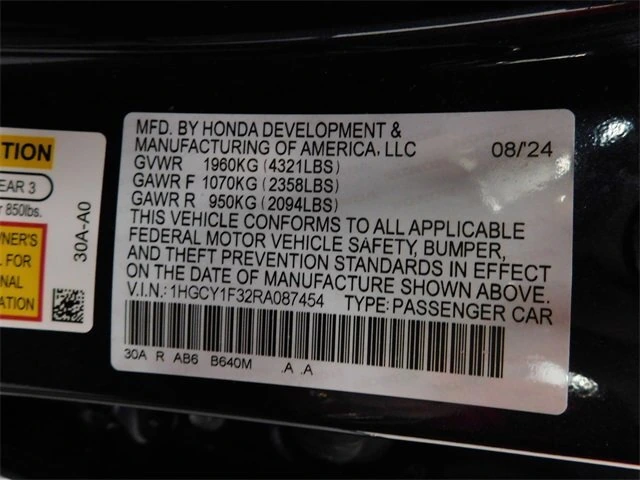 TION
EAR 3
r 850lbs.
WNER'S
L FOR
ONAL
ATION
30A-A0
MFD. BY HONDA DEVELOPMENT &
MANUFACTURING OF AMERICA, LLC 08/'24
GVWR 1960KG (4321LBS)
GAWR F 1070KG (2358LBS)
GAWR R 950KG (2094LBS)
THIS VEHICLE CONFORMS TO ALL APPLICABLE
FEDERAL MOTOR VEHICLE SAFETY, BUMPER,
AND THEFT PREVENTION STANDARDS IN EFFECT
ON THE DATE OF MANUFACTURE SHOWN ABOVE.
V.I.N.: 1HGCY1F32RA087454 TYPE: PASSENGER CAR
30A R AB6 B640M .A .A